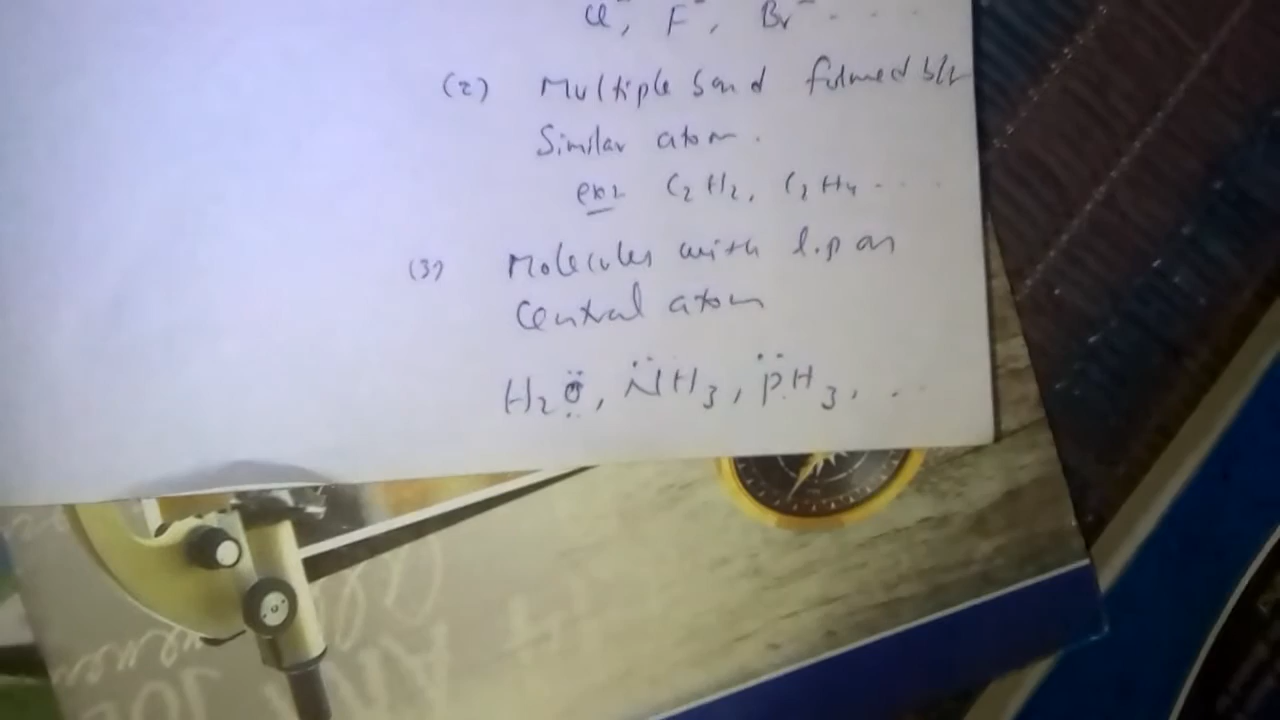 Cl⁻, F⁻, Br⁻ ....
(2) Multiple bond formed b/w
Similar atom.
ex:- C₂H₂, C₂H₄ ....
(3) Molecules with l.p on
Central atom
H₂Ö, N̈H₃, P̈H₃, ...